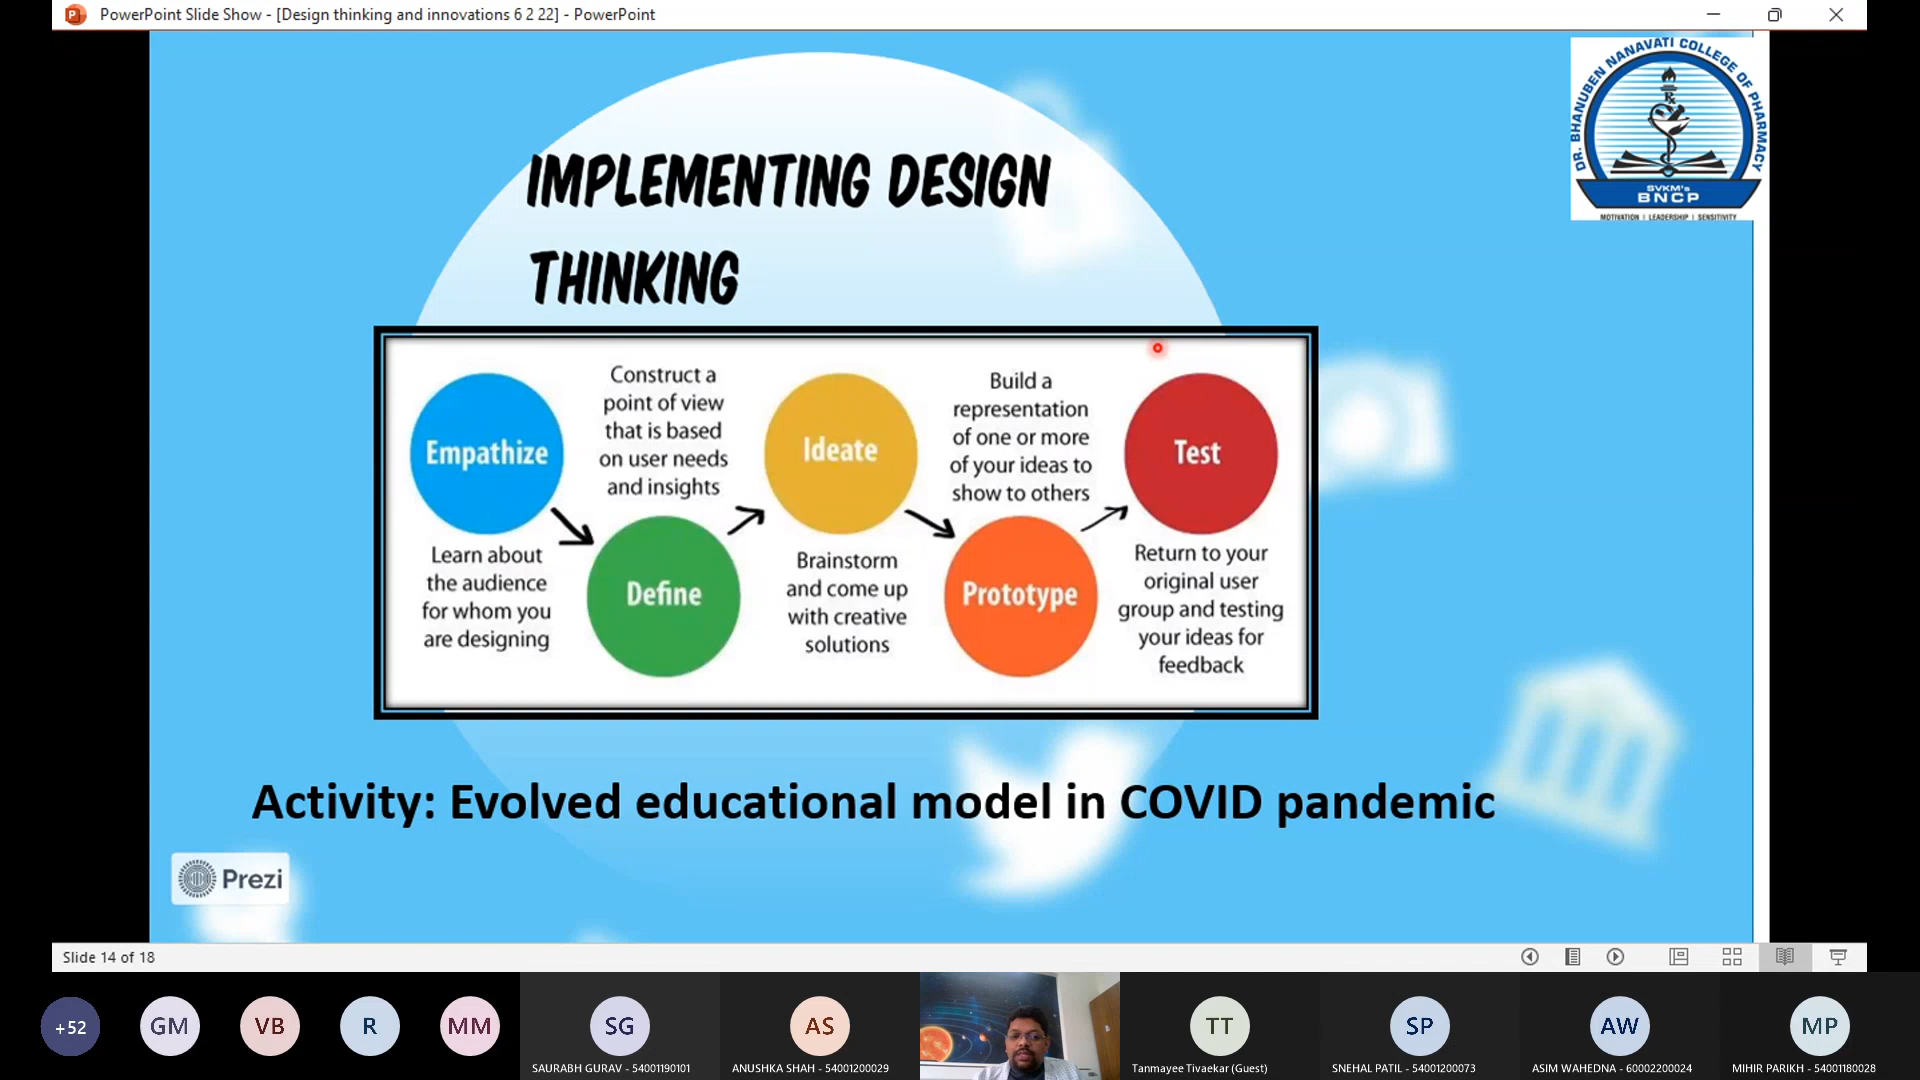 PowerPoint Slide Show - [Design thinking and innovations 6 2 22] - PowerPoint
DR. BHANUBEN NANAVATI COLLEGE OF PHARMACY
Rx
SVKM's
BNCP
MOTIVATION | LEADERSHIP | SENSITIVITY
IMPLEMENTING DESIGN
THINKING
Empathize
Learn about
the audience
for whom you
are designing
Construct a
point of view
that is based
on user needs
and insights
Define
Ideate
Brainstorm
and come up
with creative
solutions
Build a
representation
of one or more
of your ideas to
show to others
Prototype
Test
Return to your
original user
group and testing
your ideas for
feedback
Activity: Evolved educational model in COVID pandemic
Prezi
Slide 14 of 18
+52
GM
VB
R
MM
SG
SAURABH GURAV - 54001190101
AS
ANUSHKA SHAH - 54001200029
TT
Tanmayee Tivaekar (Guest)
SP
SNEHAL PATIL - 54001200073
AW
ASIM WAHEDNA - 60002200024
MP
MIHIR PARIKH - 54001180028